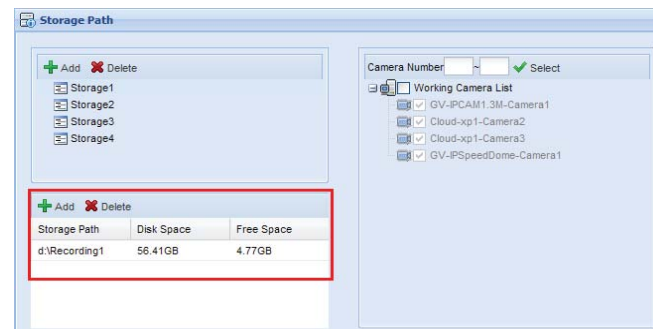 Storage Path
Add Delete
Storage1
Storage2
Storage3
Storage4
Add Delete
Storage Path Disk Space Free Space
d:\Recording1 56.41GB 4.77GB
Camera Number ~ Select
Working Camera List
GV-IPCAM1.3M-Camera1
Cloud-xp1-Camera2
Cloud-xp1-Camera3
GV-IPSpeedDome-Camera1